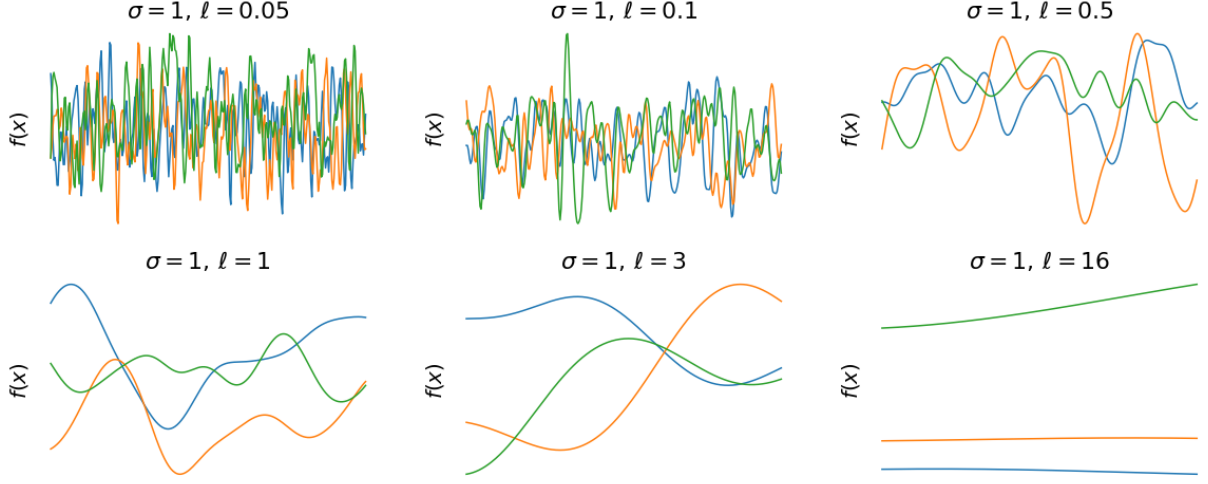 σ = 1, ℓ = 0.05
σ = 1, ℓ = 0.1
σ = 1, ℓ = 0.5
f(x)
f(x)
f(x)
σ = 1, ℓ = 1
σ = 1, ℓ = 3
σ = 1, ℓ = 16
f(x)
f(x)
f(x)